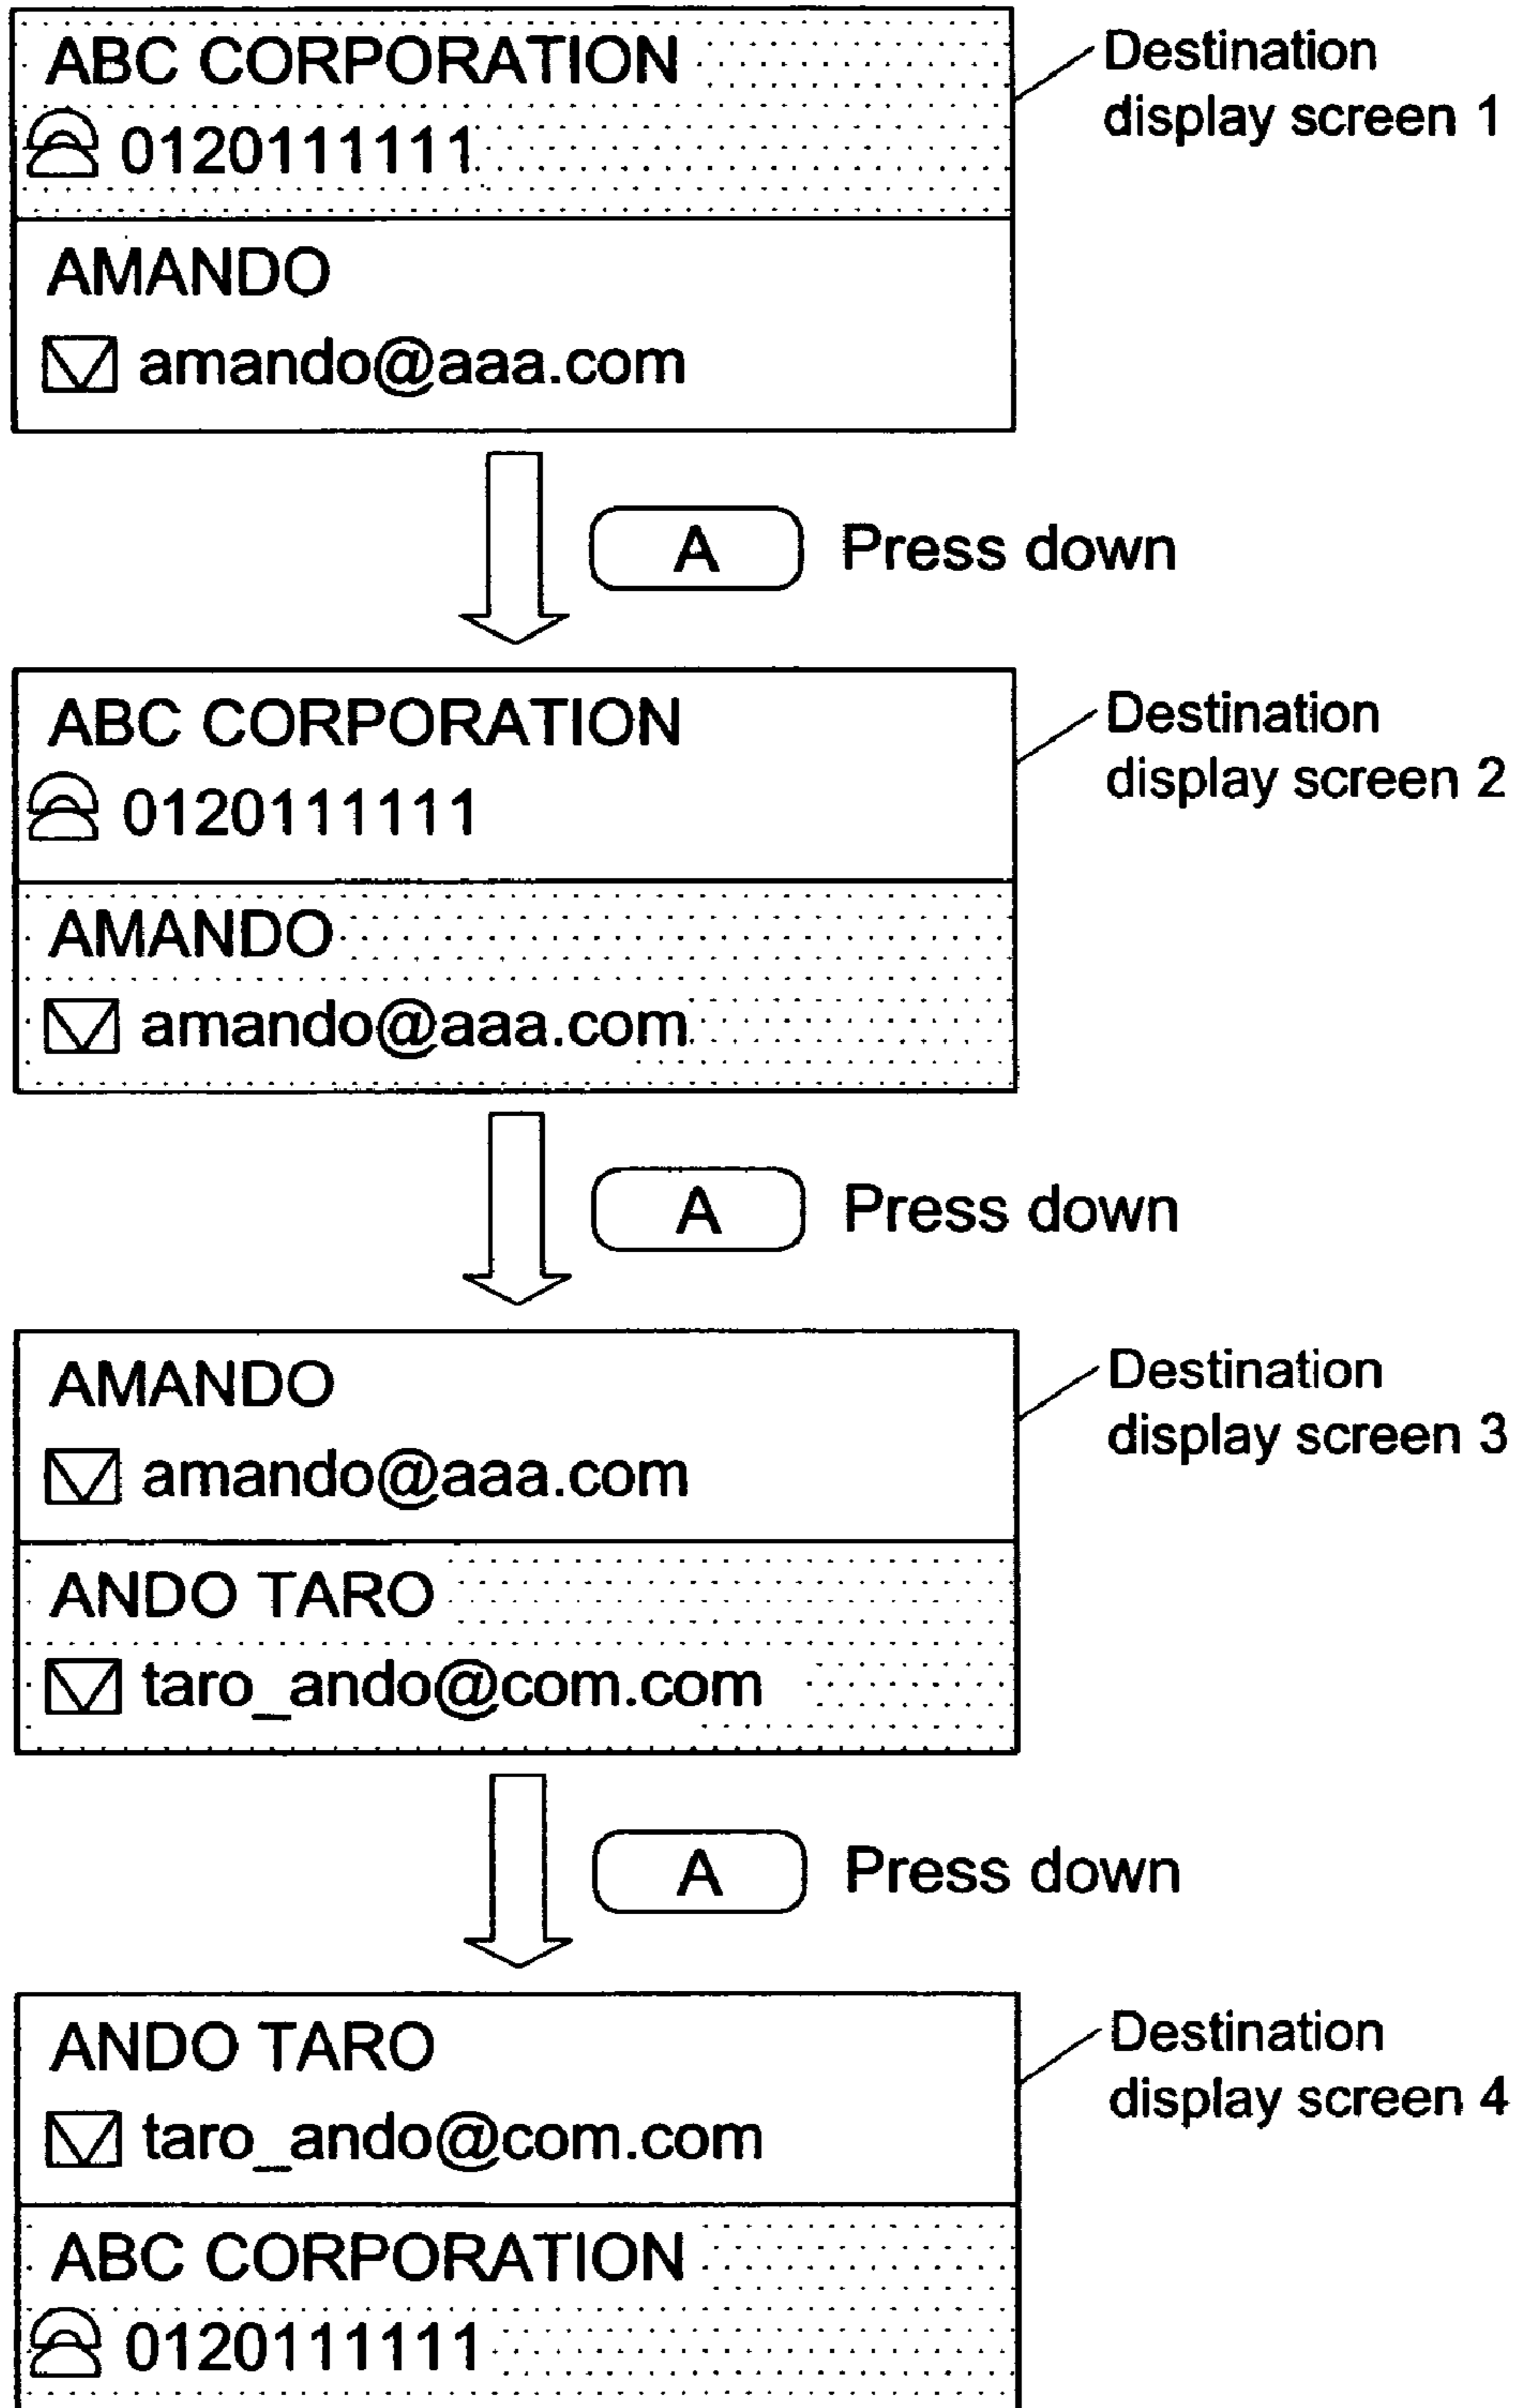 ABC CORPORATION
0120111111
AMANDO
amando@aaa.com
Destination
display screen 1
A Press down
ABC CORPORATION
0120111111
AMANDO
amando@aaa.com
Destination
display screen 2
A Press down
AMANDO
amando@aaa.com
ANDO TARO
taro_ando@com.com
Destination
display screen 3
A Press down
ANDO TARO
taro_ando@com.com
ABC CORPORATION
0120111111
Destination
display screen 4